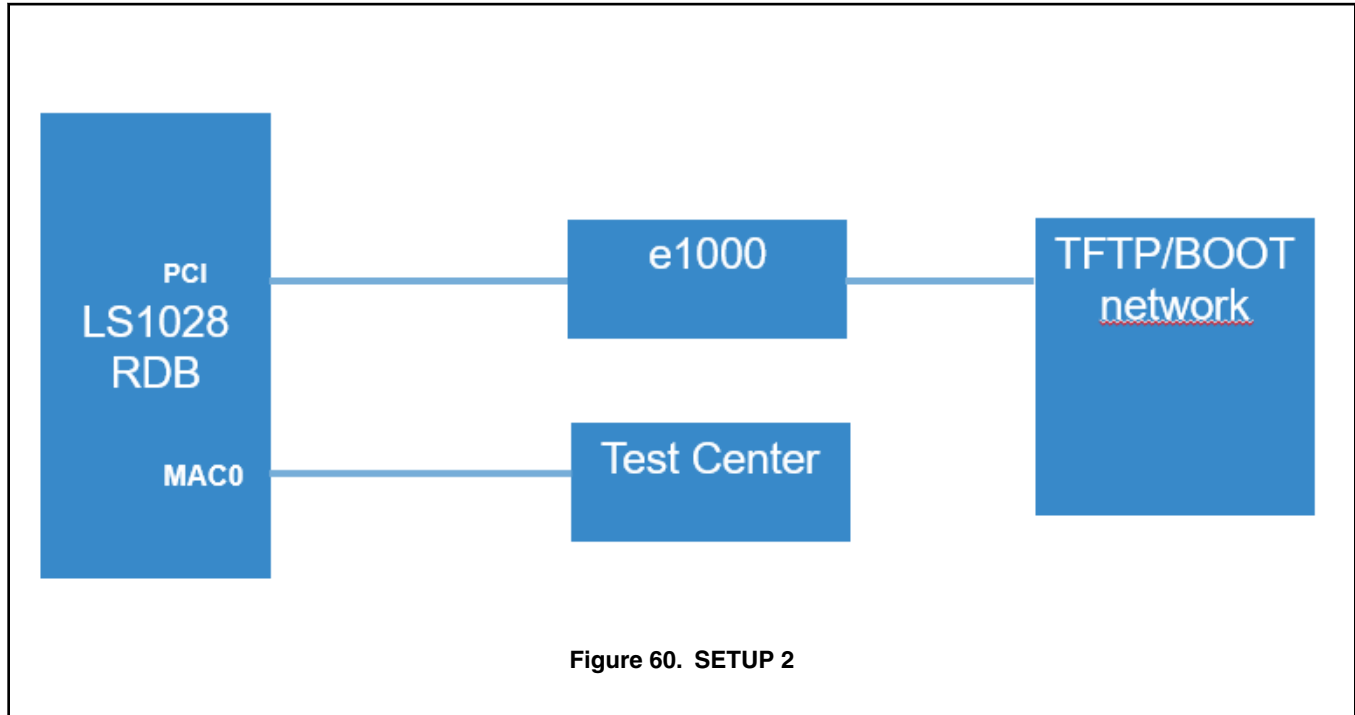 PCI
LS1028
RDB
MAC0
e1000
Test Center
TFTP/BOOT
network
Figure 60. SETUP 2